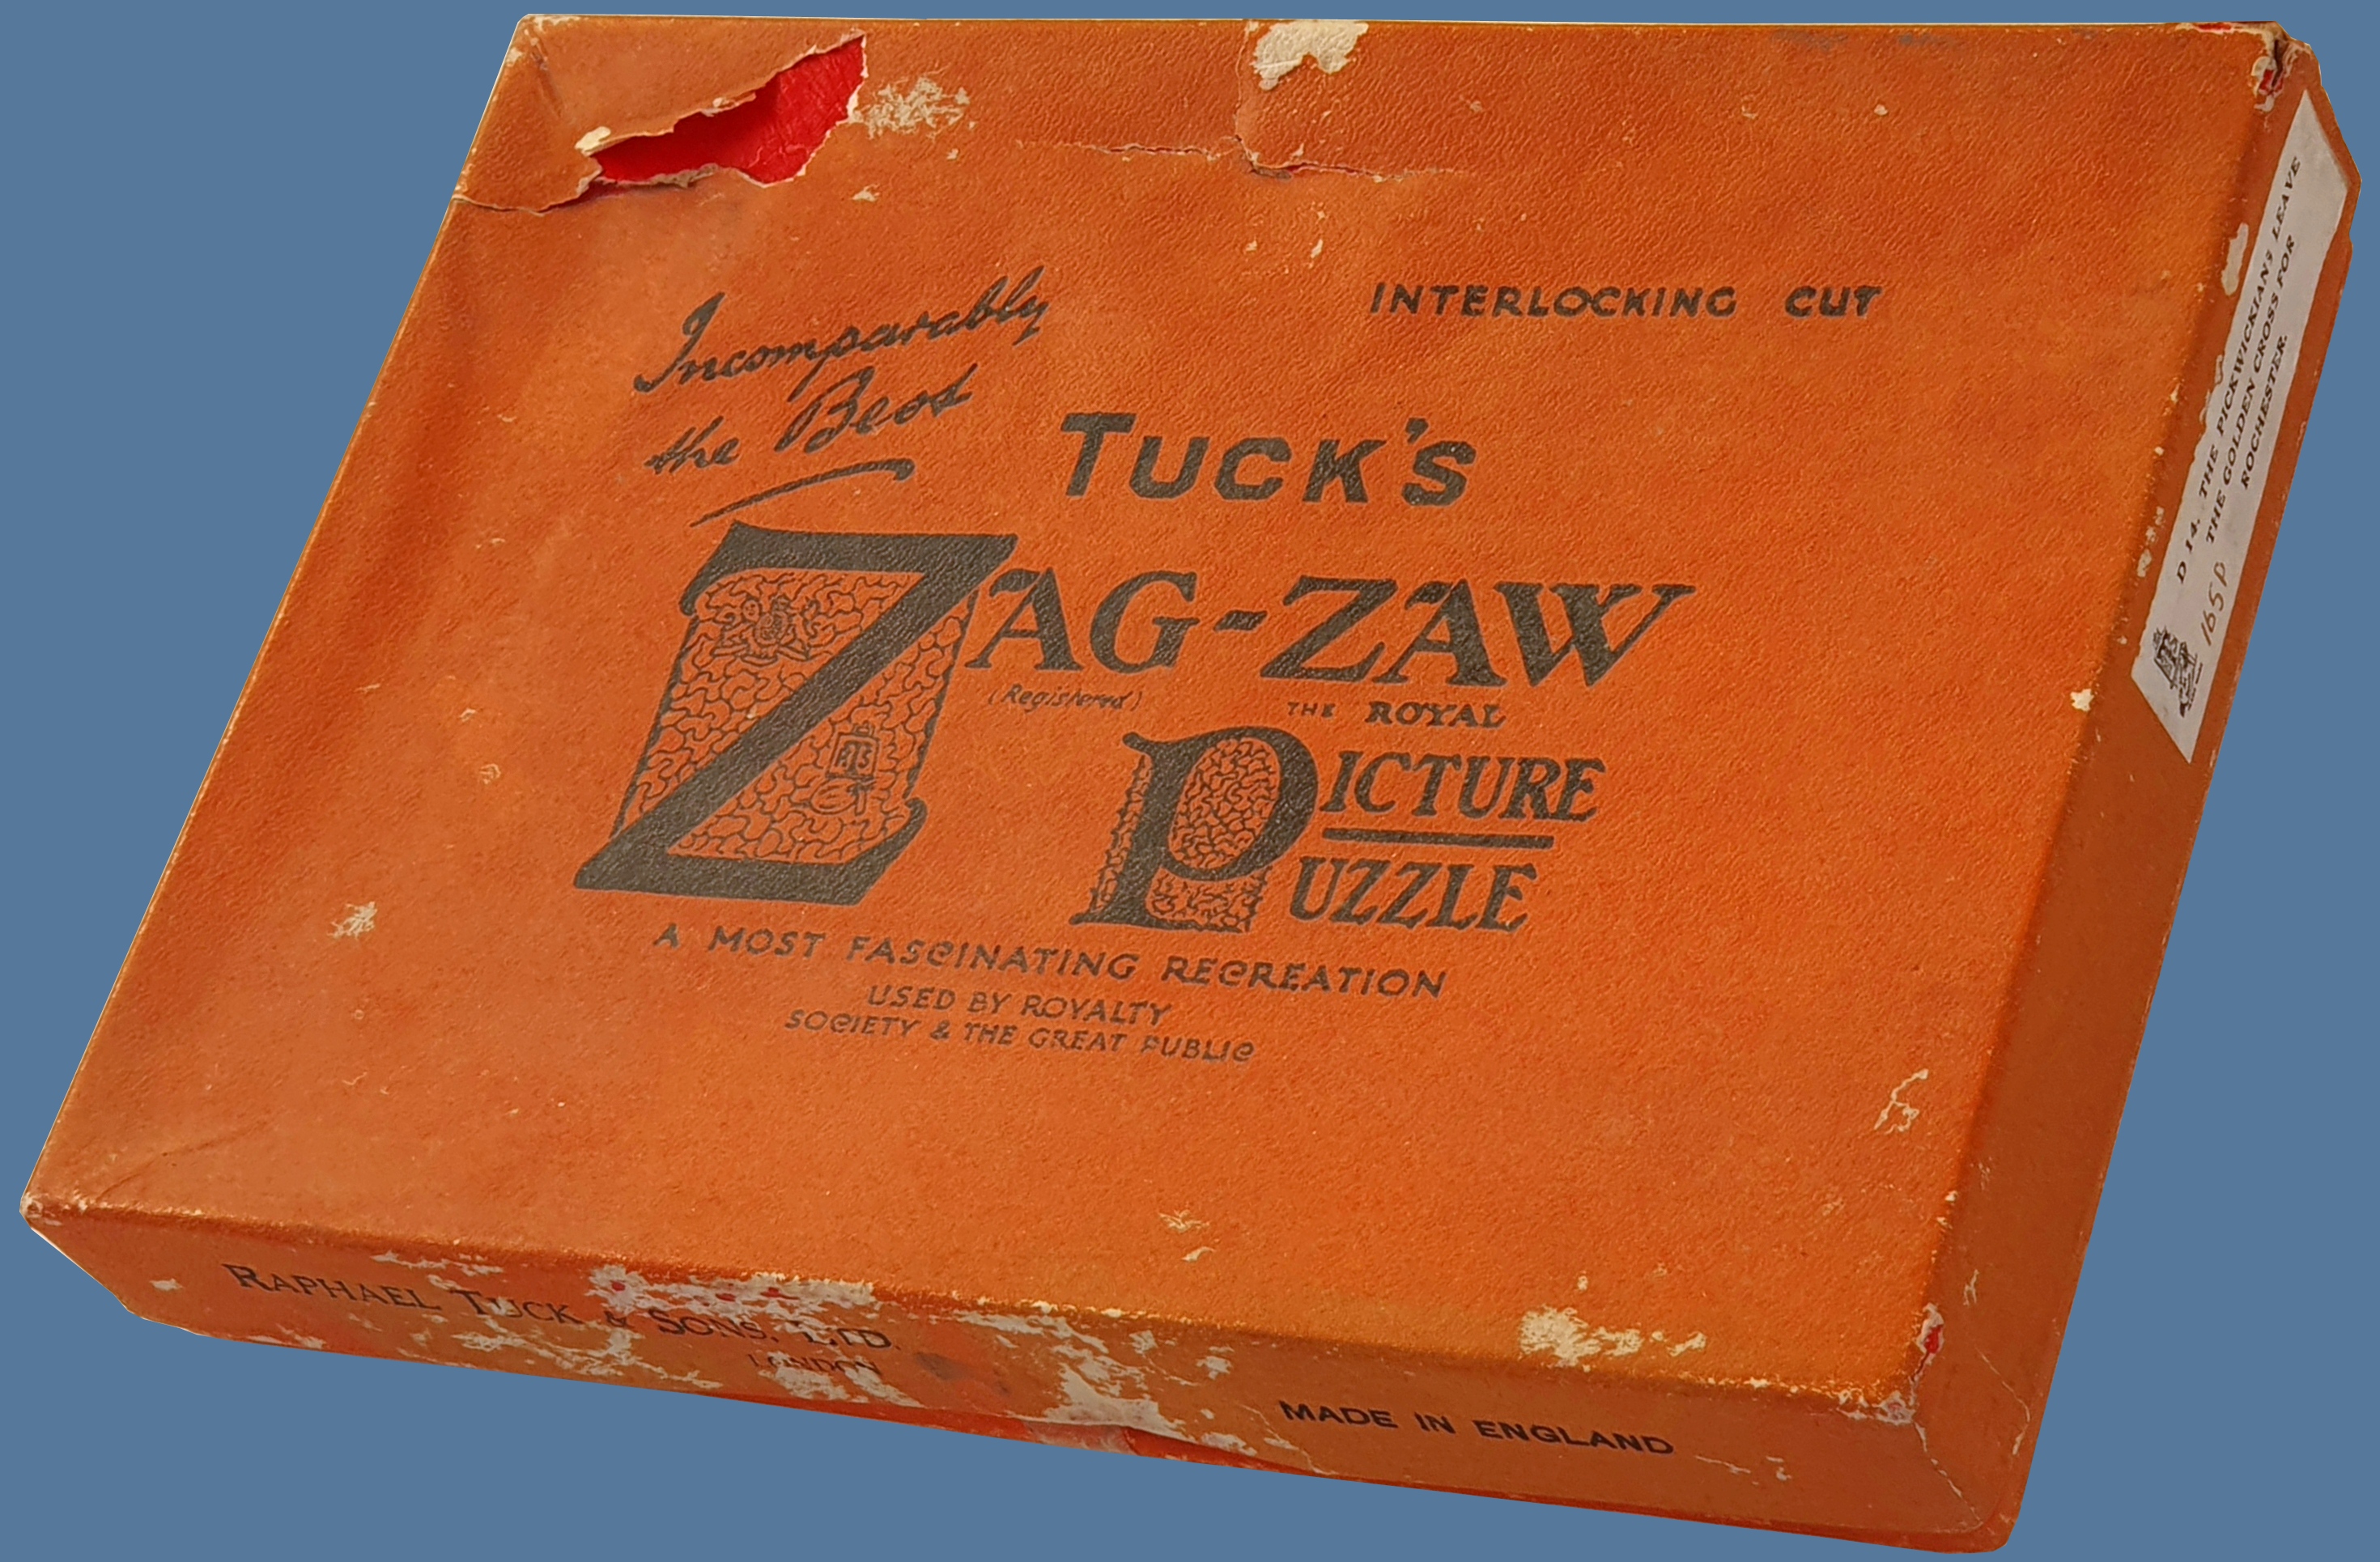 Incomparably
the Best
INTERLOCKING CUT
TUCK'S
ZAG-ZAW
(Registered)
THE ROYAL
PICTURE
PUZZLE
A MOST FASCINATING RECREATION
USED BY ROYALTY
SOCIETY & THE GREAT PUBLIC
RAPHAEL TUCK & SONS, LTD.
LONDON
MADE IN ENGLAND
D 14. THE PICKWICKIANS LEAVE
THE GOLDEN CROSS FOR
ROCHESTER.
165P